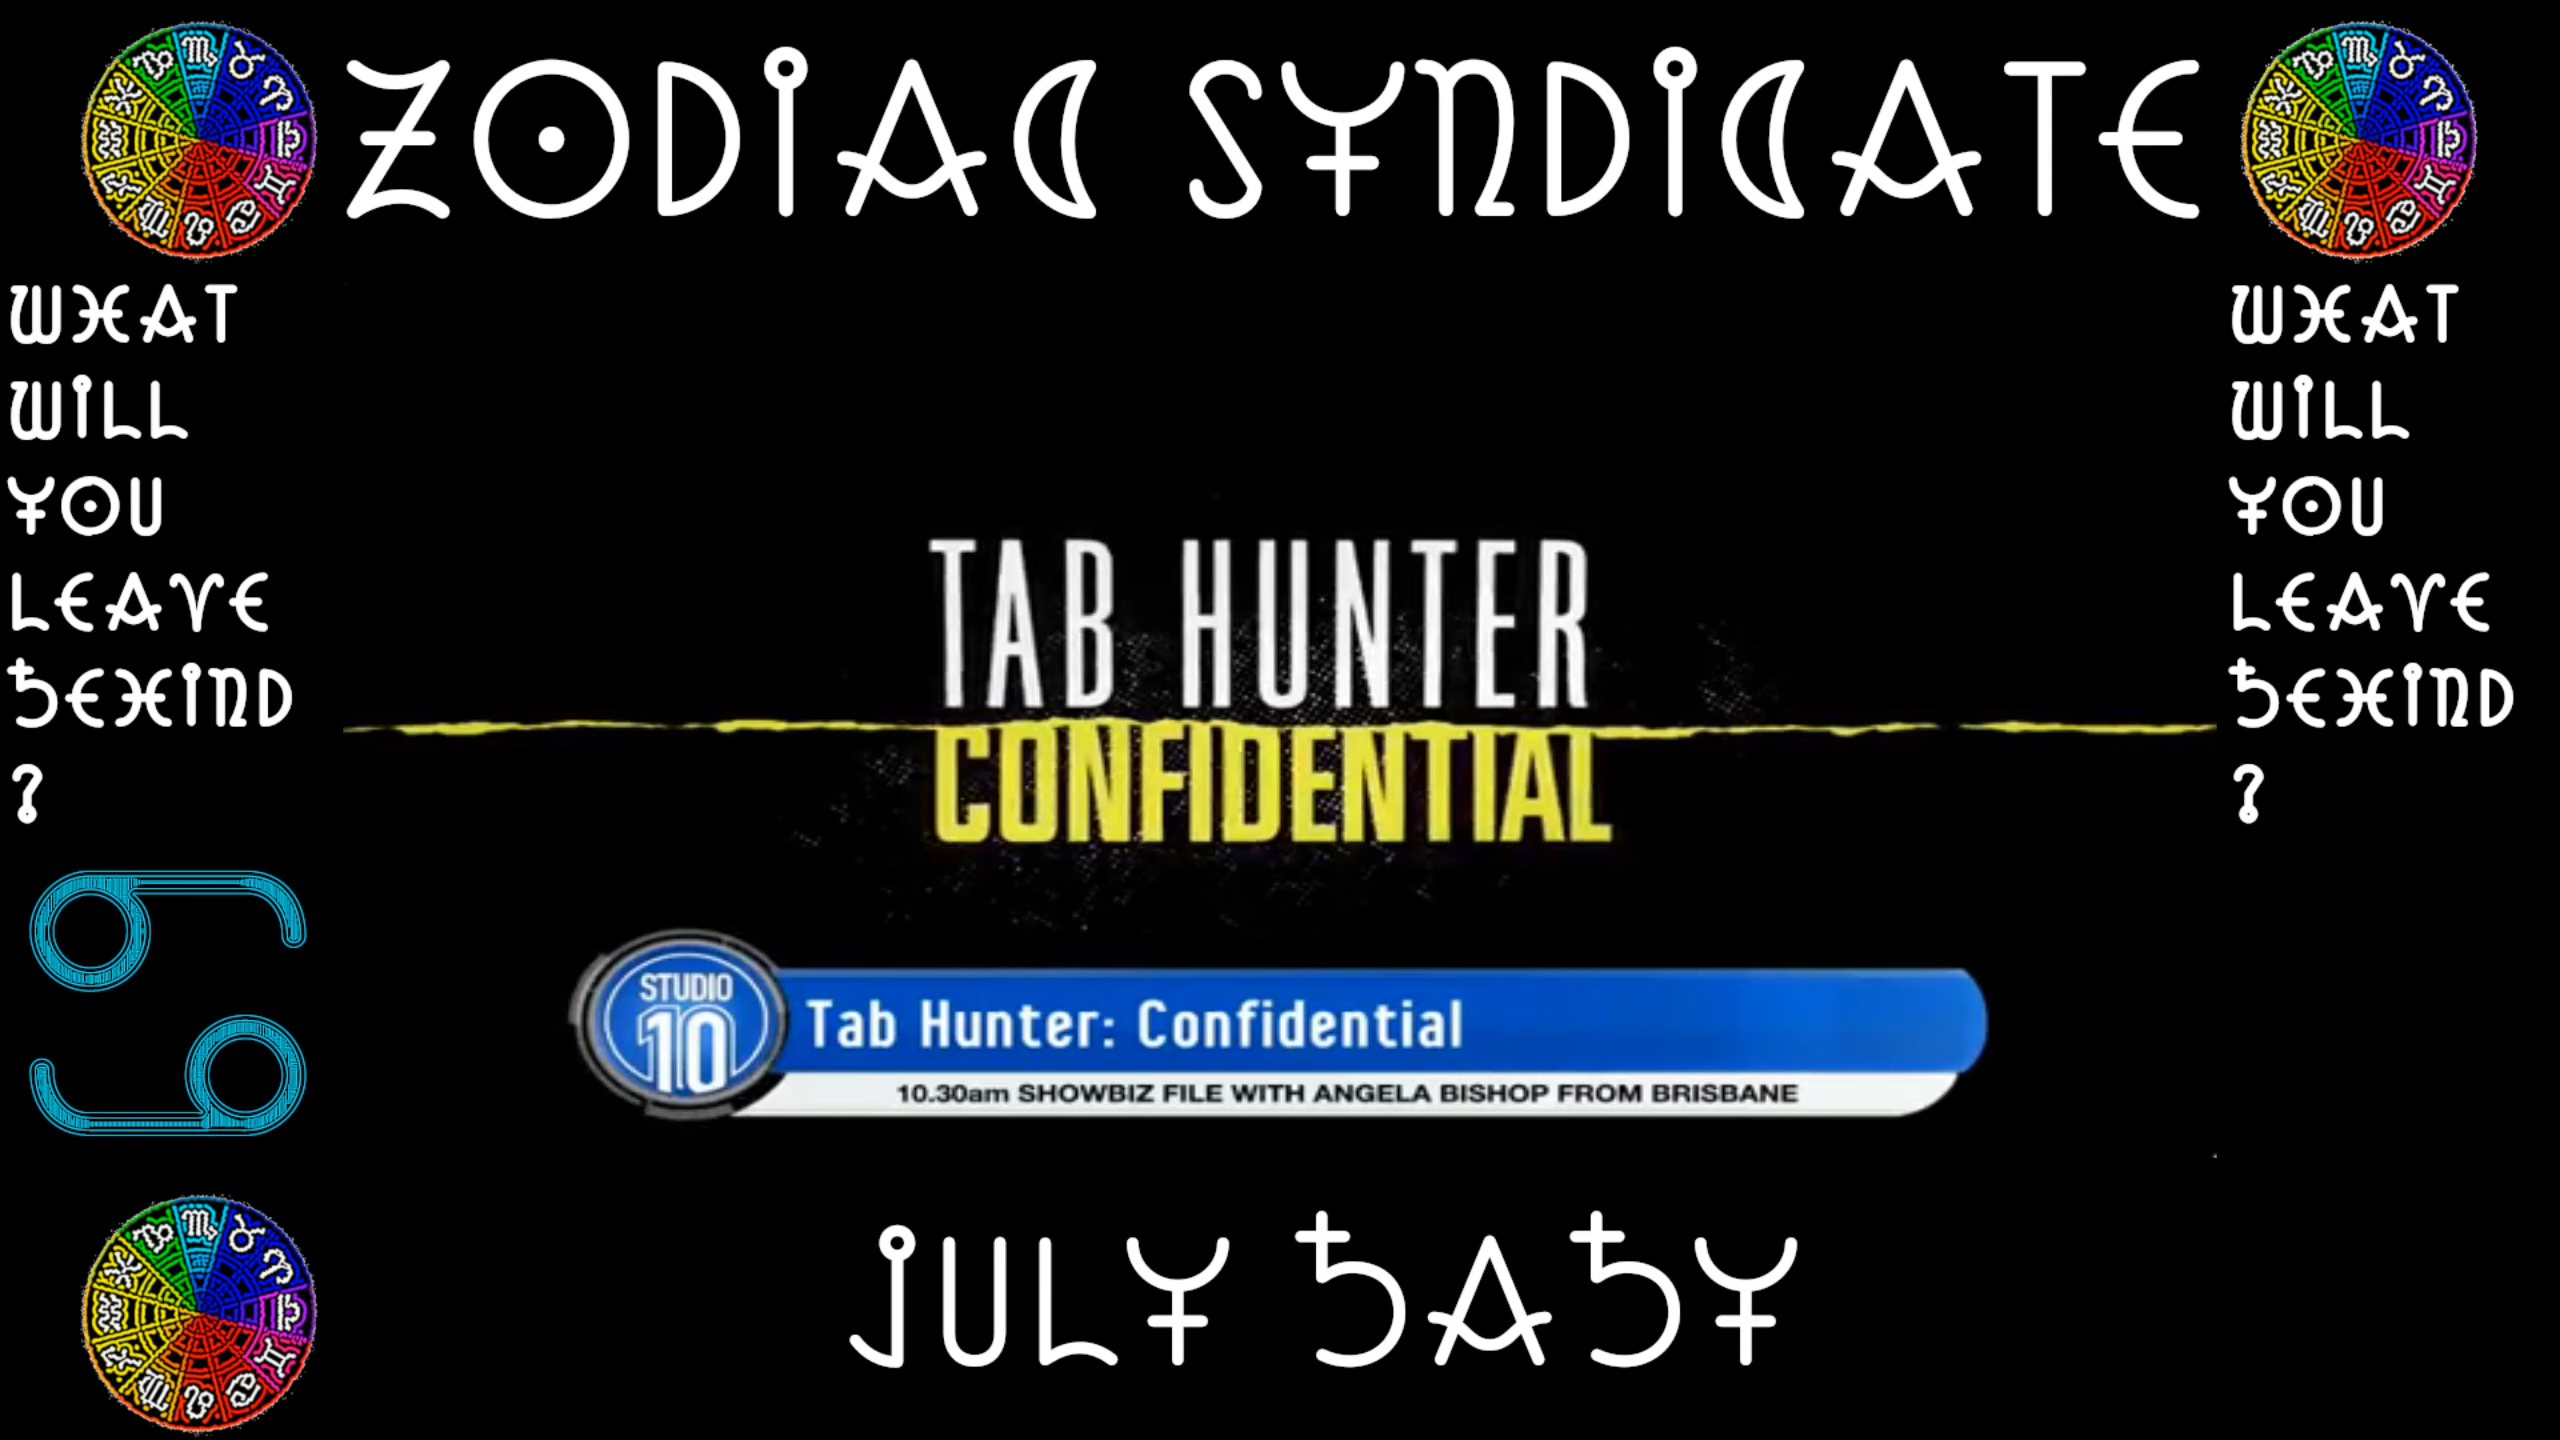 ZODIAC SYNDICATE
WHAT
WILL
YOU
LEAVE
BEHIND
?
WHAT
WILL
YOU
LEAVE
BEHIND
?
TAB HUNTER
CONFIDENTIAL
STUDIO
10
Tab Hunter: Confidential
10.30am SHOWBIZ FILE WITH ANGELA BISHOP FROM BRISBANE
JULY BABY